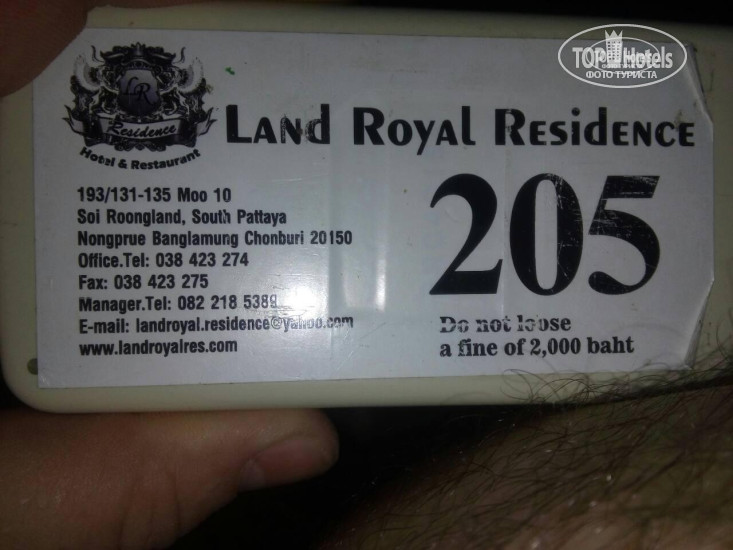 TOP Hotels
ФОТО ТУРИСТА
LR
Residence
Hotel & Restaurant
LAND ROYAL RESIDENCE
193/131-135 Moo 10
Soi Roongland, South Pattaya
Nongprue Banglamung Chonburi 20150
Office.Tel: 038 423 274
Fax: 038 423 275
Manager.Tel: 082 218 5389
E-mail: landroyal.residence@yahoo.com
www.landroyalres.com
205
Do not loose
a fine of 2,000 baht